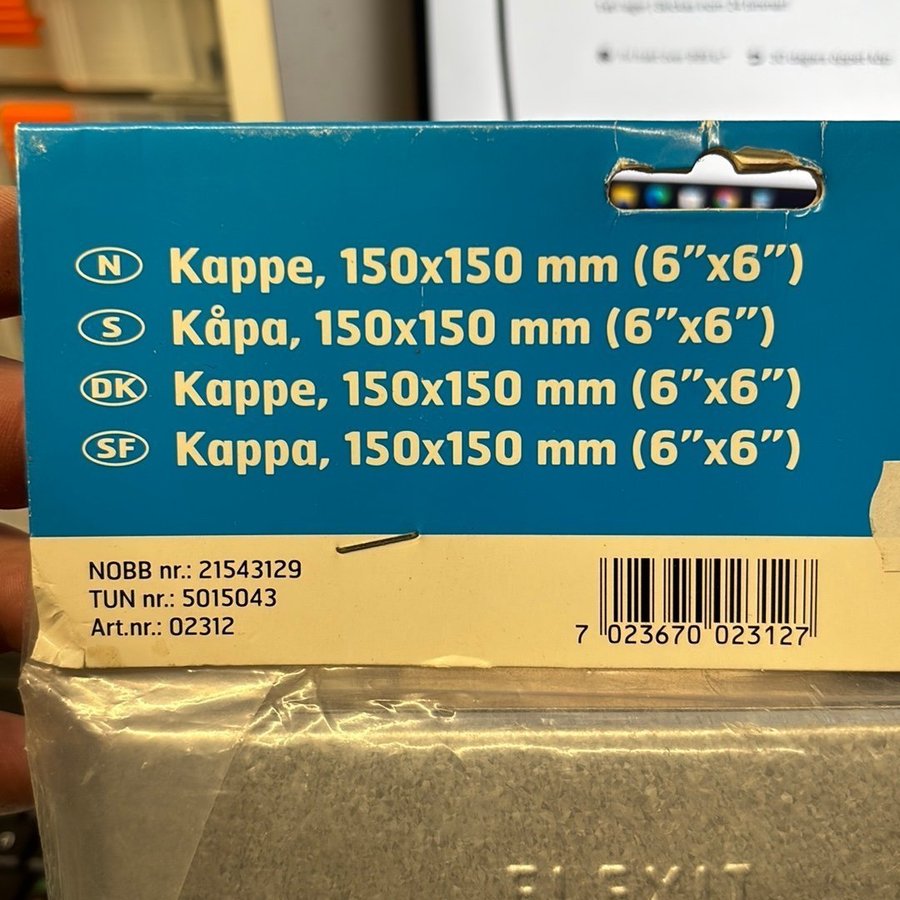 N Kappe, 150x150 mm (6”x6”)
S Kåpa, 150x150 mm (6”x6”)
DK Kappe, 150x150 mm (6”x6”)
SF Kappa, 150x150 mm (6”x6”)
NOBB nr.: 21543129
TUN nr.: 5015043
Art.nr.: 02312
7 023670 023127
FLEXIT